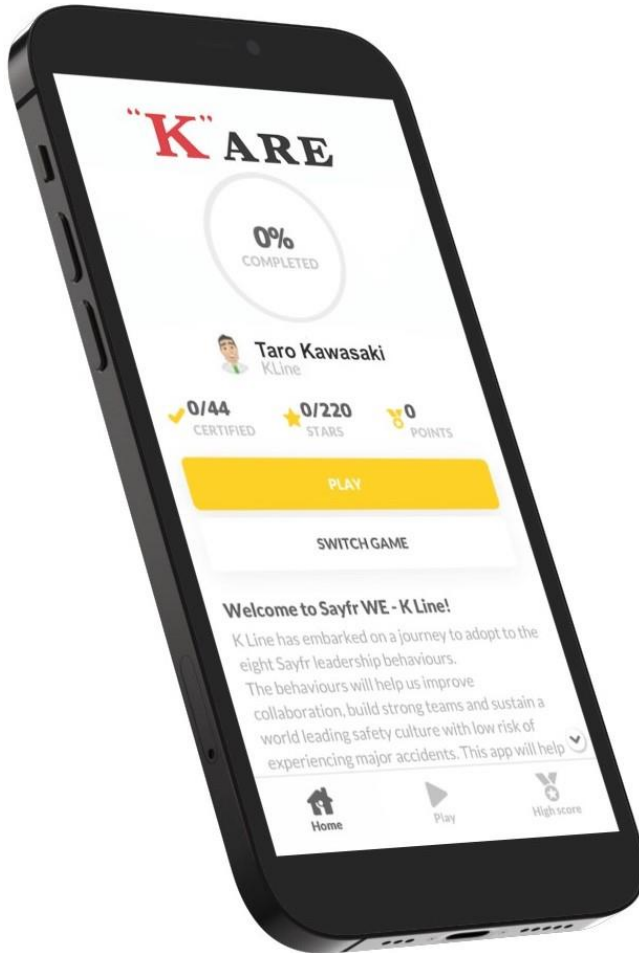 "K" ARE
0%
COMPLETED
Taro Kawasaki
KLine
0/44
CERTIFIED
0/220
STARS
0
POINTS
PLAY
SWITCH GAME
Welcome to Sayfr WE - K Line!
K Line has embarked on a journey to adopt to the
eight Sayfr leadership behaviours.
The behaviours will help us improve
collaboration, build strong teams and sustain a
world leading safety culture with low risk of
experiencing major accidents. This app will help
Home
Play
High score